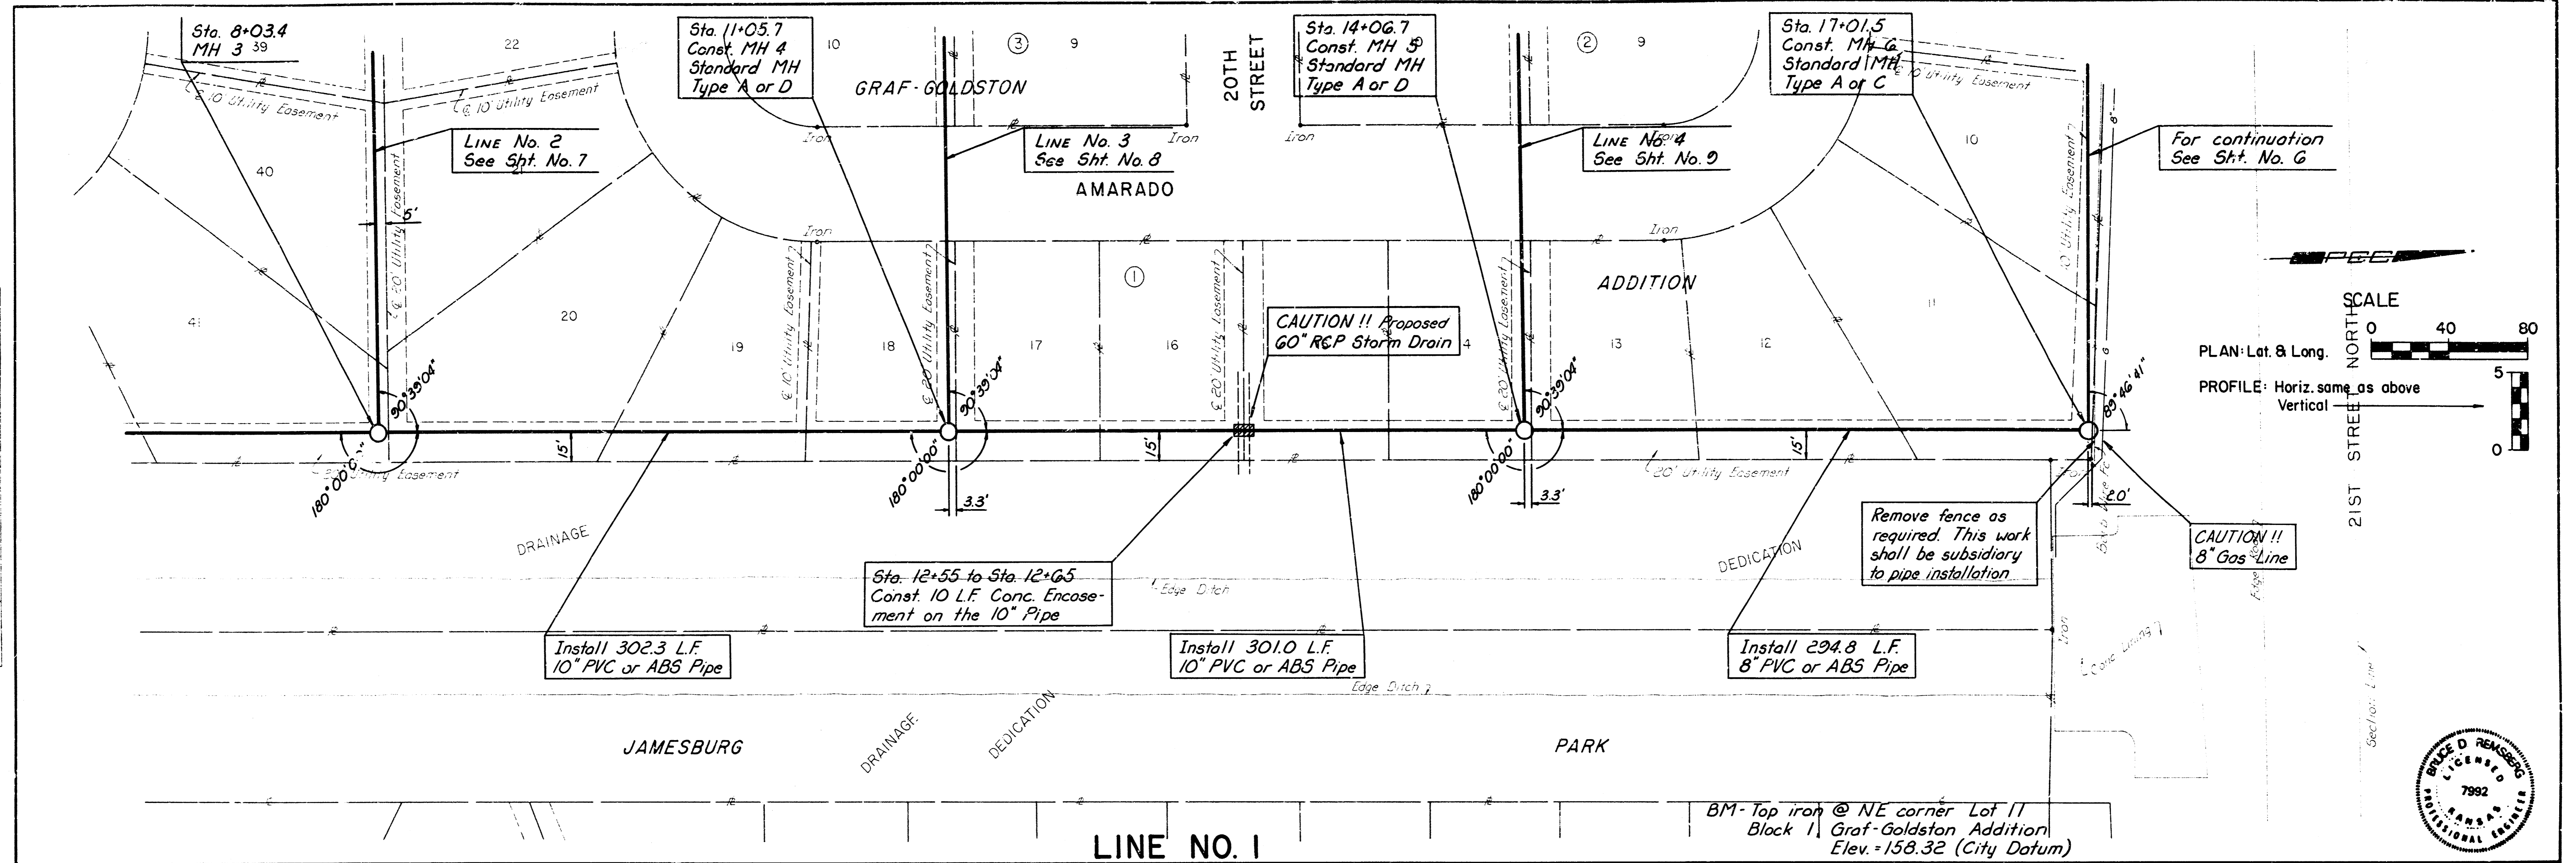 Sta. 8+03.4
MH 3
39
22
Sta. 11+05.7
Const. MH 4
Standard MH
Type A or D
10
3
9
GRAF-GOLDSTON
20TH
STREET
Sta. 14+06.7
Const. MH 5
Standard MH
Type A or D
2
9
Sta. 17+01.5
Const. MH 6
Standard MH
Type A or C
10' Utility Easement
10' Utility Easement
10' Utility Easement
LINE No. 2
See Sht. No. 7
21
Iron
LINE No. 3
See Sht. No. 8
Iron
Iron
Iron
LINE No. 4
See Sht. No. 9
10
For continuation
See Sht. No. 6
8"
40
AMARADO
5'
20' Utility Easement
Iron
Iron
10' Utility Easement
1
ADDITION
41
20
19
10' Utility Easement
18
20' Utility Easement
17
16
20' Utility Easement
CAUTION !! Proposed
60" RCP Storm Drain
20' Utility Easement
13
12
11
SCALE
0 40 80
PLAN: Lat. & Long.
PROFILE: Horiz. same as above
Vertical
5
0
21ST STREET NORTH
90°39'04"
90°39'04"
90°39'04"
89°46'41"
180°00'00"
180°00'00"
15'
15'
15'
Utility Easement
20' Utility Easement
3.3'
3.3'
2.0'
Iron
DRAINAGE
DEDICATION
Remove fence as
required. This work
shall be subsidiary
to pipe installation
CAUTION !!
8" Gas Line
Sta. 12+55 to Sta. 12+65
Const. 10 L.F. Conc. Encase-
ment on the 10" Pipe
Edge Ditch
Install 302.3 L.F.
10" PVC or ABS Pipe
Install 301.0 L.F.
10" PVC or ABS Pipe
Install 294.8 L.F.
8" PVC or ABS Pipe
Iron
Conc Lining
Edge Ditch
Section Line
JAMESBURG
DRAINAGE
DEDICATION
PARK
BM - Top iron @ NE corner Lot 11
Block 1, Graf-Goldston Addition
Elev. = 158.32 (City Datum)
LINE NO. 1
BRUCE D REMSBERG
LICENSED
7992
KANSAS
PROFESSIONAL ENGINEER